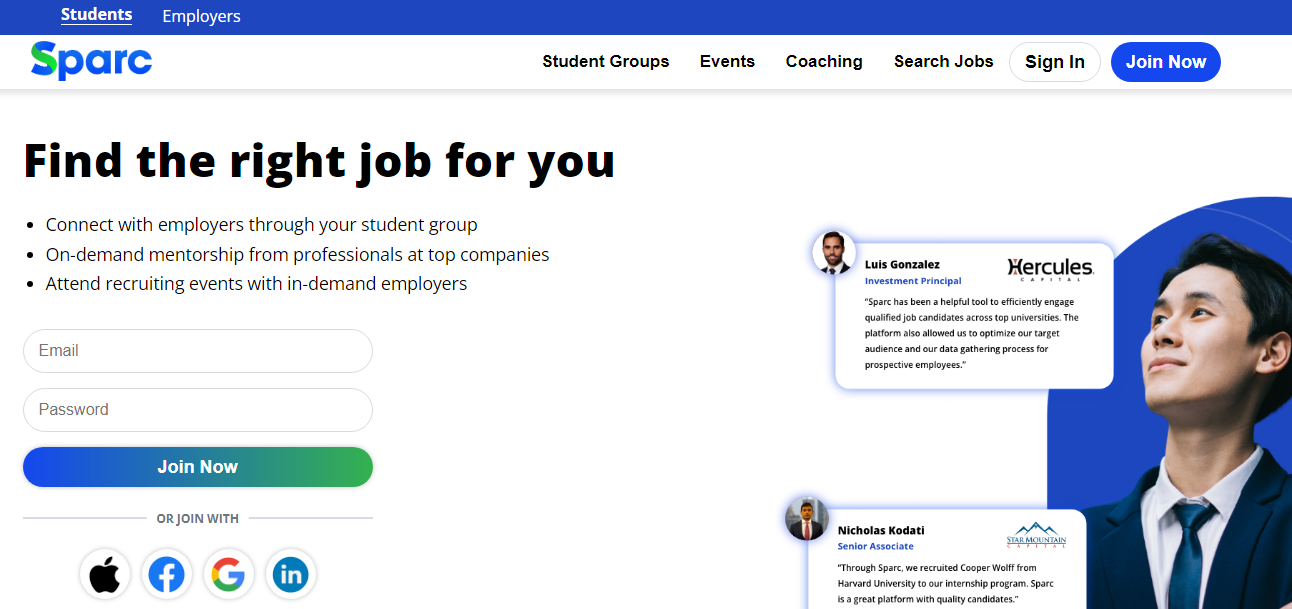 Students Employers
Sparc
Student Groups Events Coaching Search Jobs Sign In Join Now
Find the right job for you
Connect with employers through your student group
On-demand mentorship from professionals at top companies
Attend recruiting events with in-demand employers
Email
Password
Join Now
OR JOIN WITH
in
Luis Gonzalez
Investment Principal
Hercules
CAPITAL
“Sparc has been a helpful tool to efficiently engage
qualified job candidates across top universities. The
platform also allowed us to optimize our target
audience and our data gathering process for
prospective employees.”
Nicholas Kodati
Senior Associate
STAR MOUNTAIN
CAPITAL
“Through Sparc, we recruited Cooper Wolff from
Harvard University to our internship program. Sparc
is a great platform with quality candidates.”